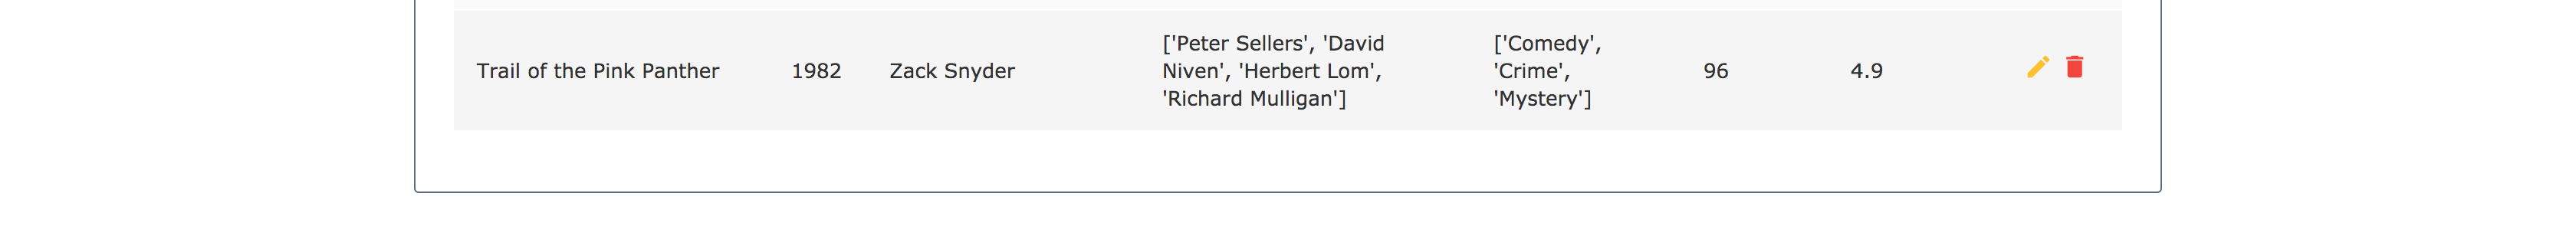 Trail of the Pink Panther
1982
Zack Snyder
['Peter Sellers', 'David
Niven', 'Herbert Lom',
'Richard Mulligan']
['Comedy',
'Crime',
'Mystery']
96
4.9